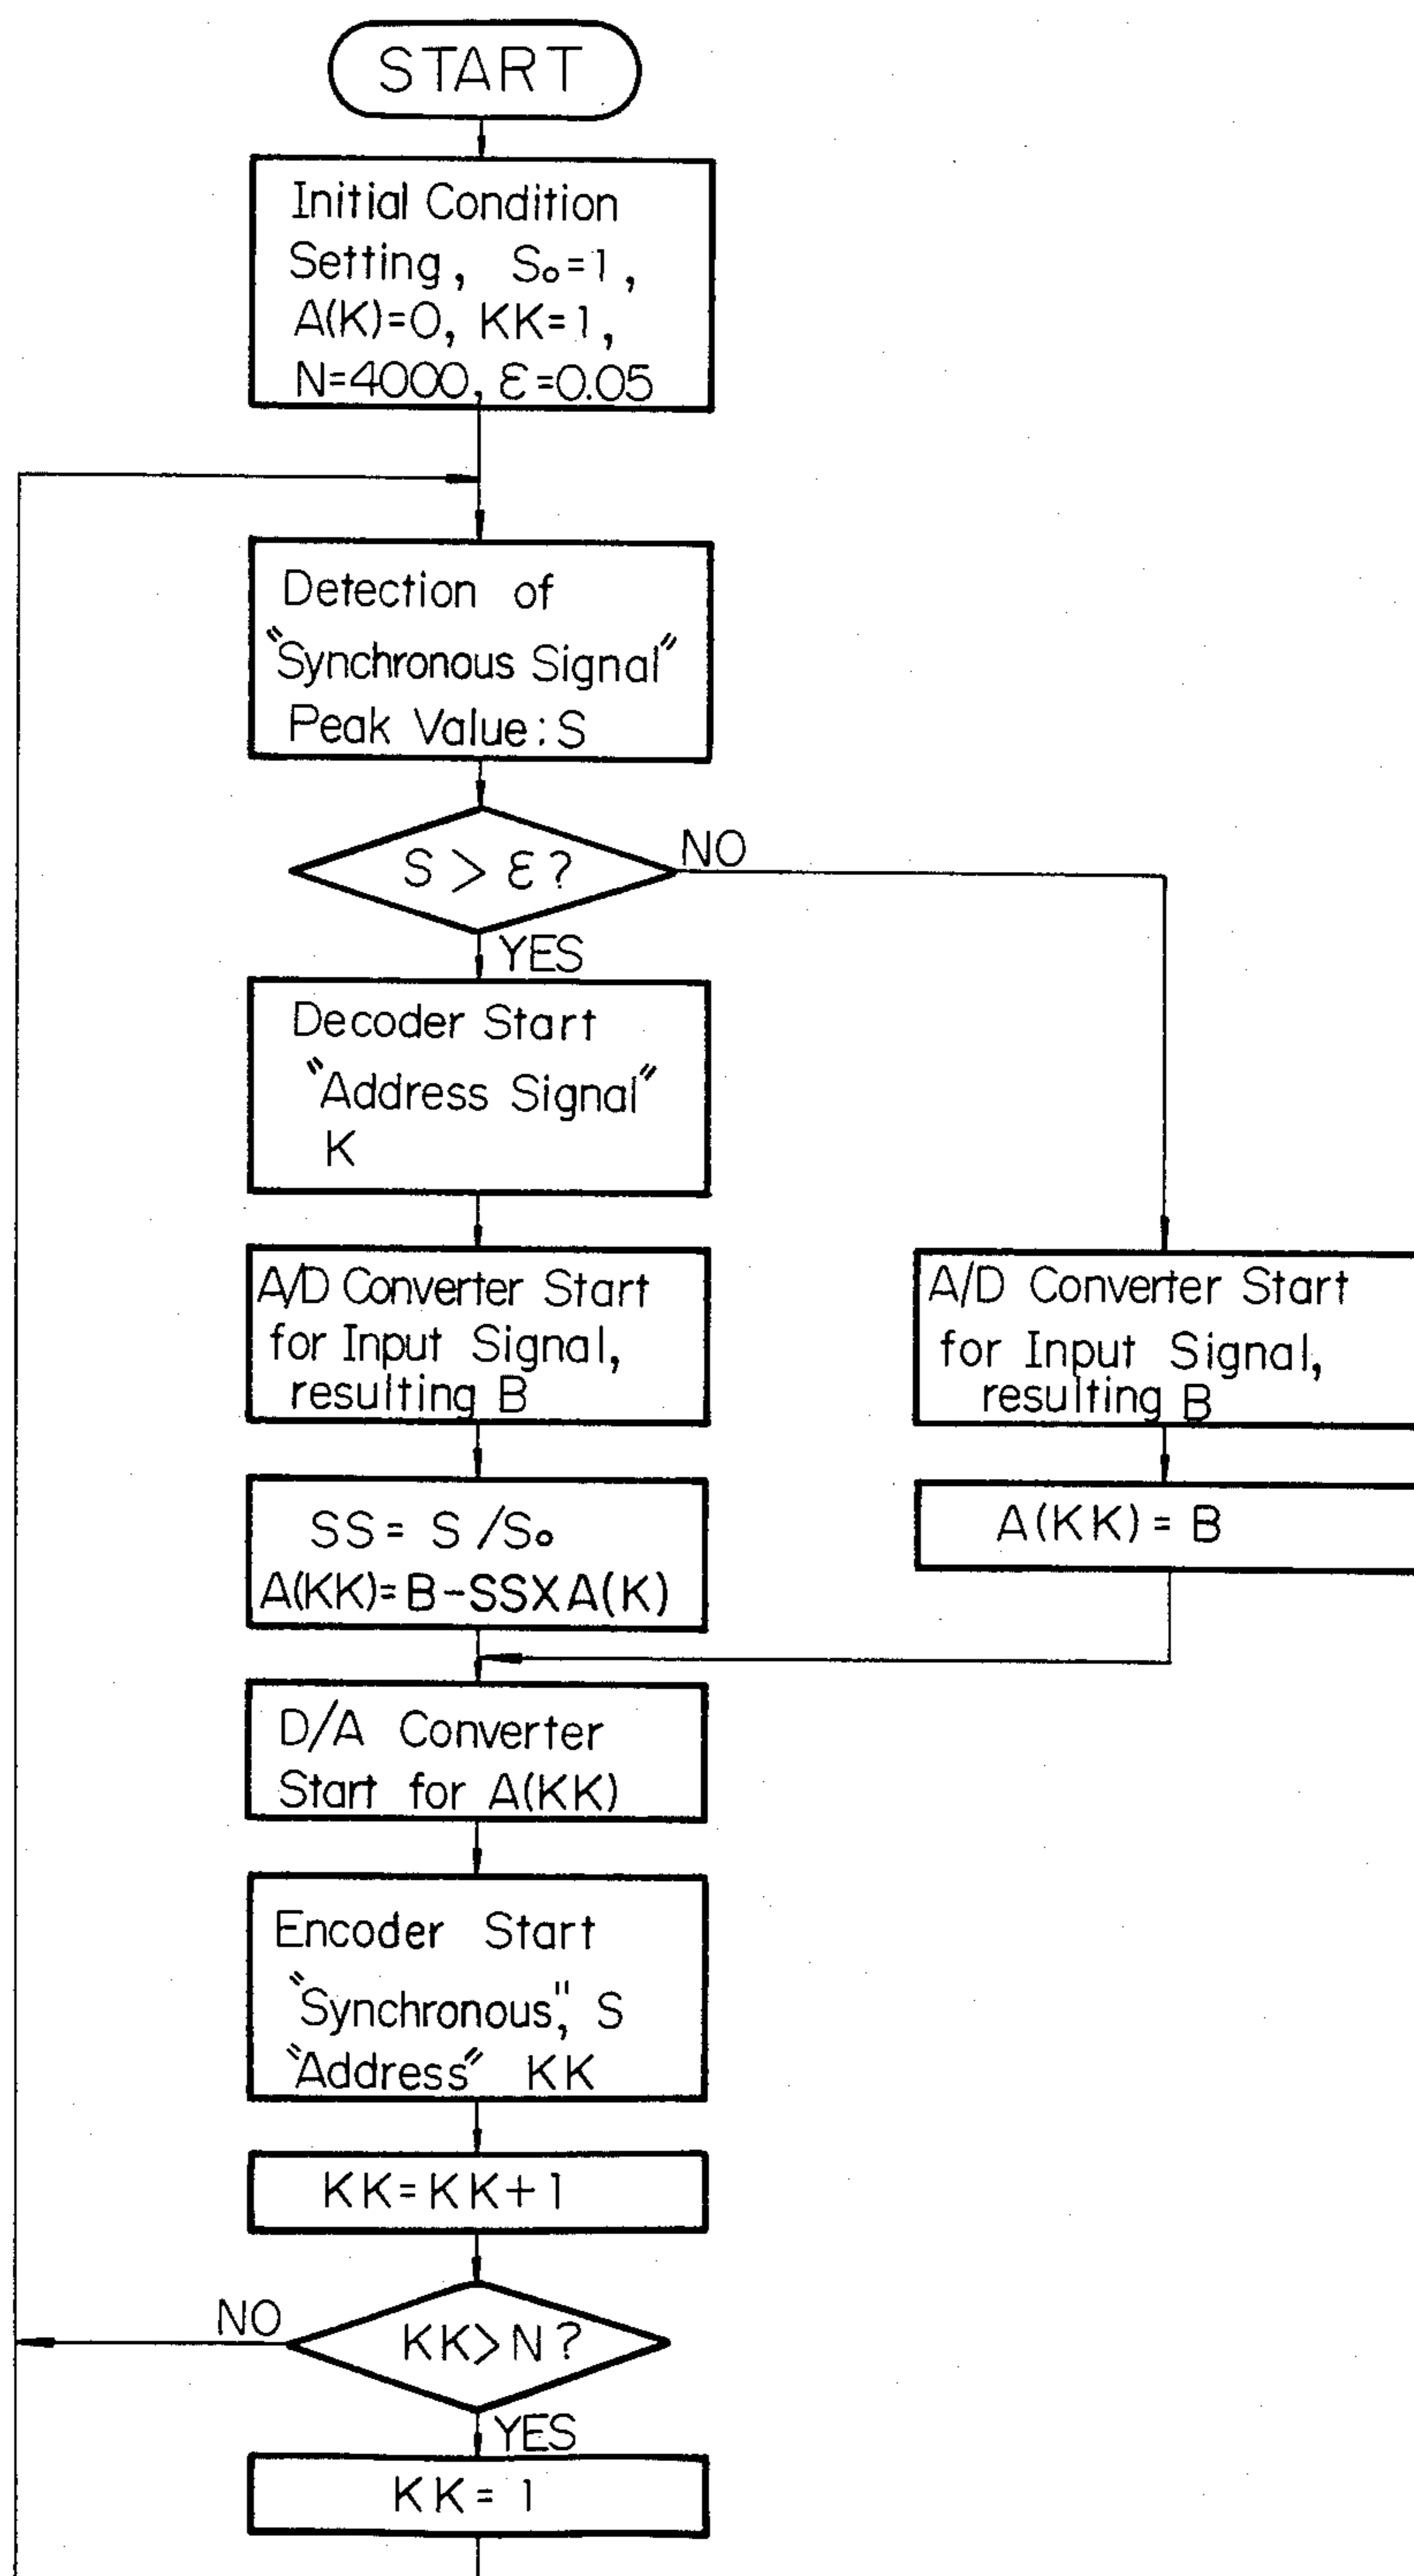 START
Initial Condition
Setting, So=1,
A(K)=0, KK=1,
N=4000, ε=0.05
Detection of
"Synchronous Signal"
Peak Value: S
S > ε?
NO
YES
Decoder Start
"Address Signal"
K
A/D Converter Start
for Input Signal,
resulting B
A/D Converter Start
for Input Signal,
resulting B
SS = S/So
A(KK)=B-SSXA(K)
A(KK) = B
D/A Converter
Start for A(KK)
Encoder Start
"Synchronous," S
"Address" KK
KK=KK+1
NO
KK>N?
YES
KK=1